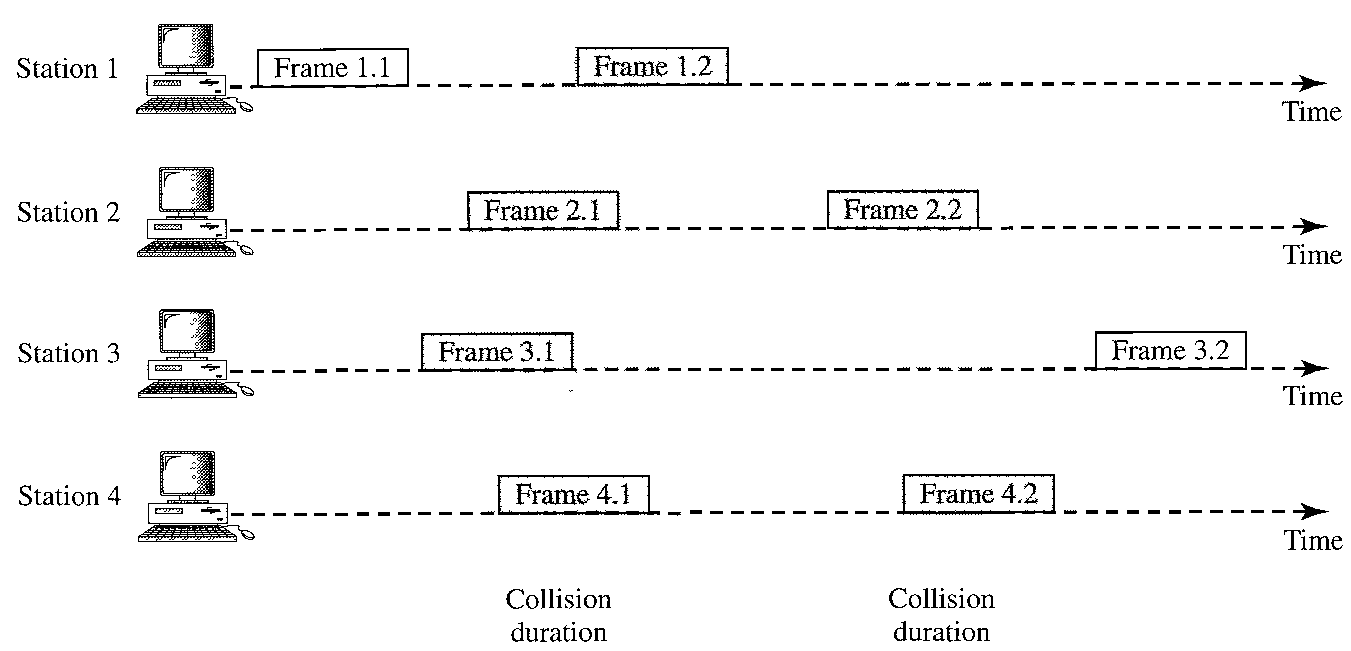 Station 1
Frame 1.1
Frame 1.2
Time
Station 2
Frame 2.1
Frame 2.2
Time
Station 3
Frame 3.1
Frame 3.2
Time
Station 4
Frame 4.1
Frame 4.2
Time
Collision
duration
Collision
duration